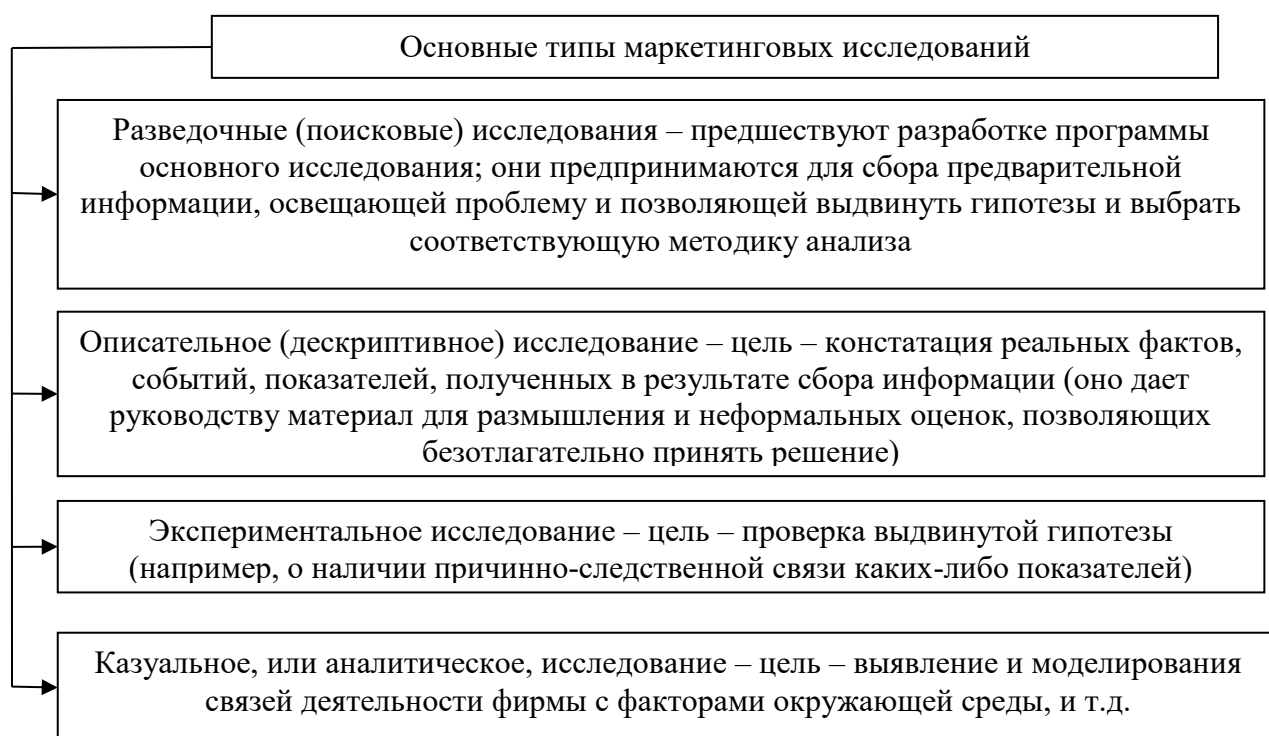 Основные типы маркетинговых исследований
Разведочные (поисковые) исследования – предшествуют разработке программы
основного исследования; они предпринимаются для сбора предварительной
информации, освещающей проблему и позволяющей выдвинуть гипотезы и выбрать
соответствующую методику анализа
Описательное (дескриптивное) исследование – цель – констатация реальных фактов,
событий, показателей, полученных в результате сбора информации (оно дает
руководству материал для размышления и неформальных оценок, позволяющих
безотлагательно принять решение)
Экспериментальное исследование – цель – проверка выдвинутой гипотезы
(например, о наличии причинно-следственной связи каких-либо показателей)
Казуальное, или аналитическое, исследование – цель – выявление и моделирования
связей деятельности фирмы с факторами окружающей среды, и т.д.